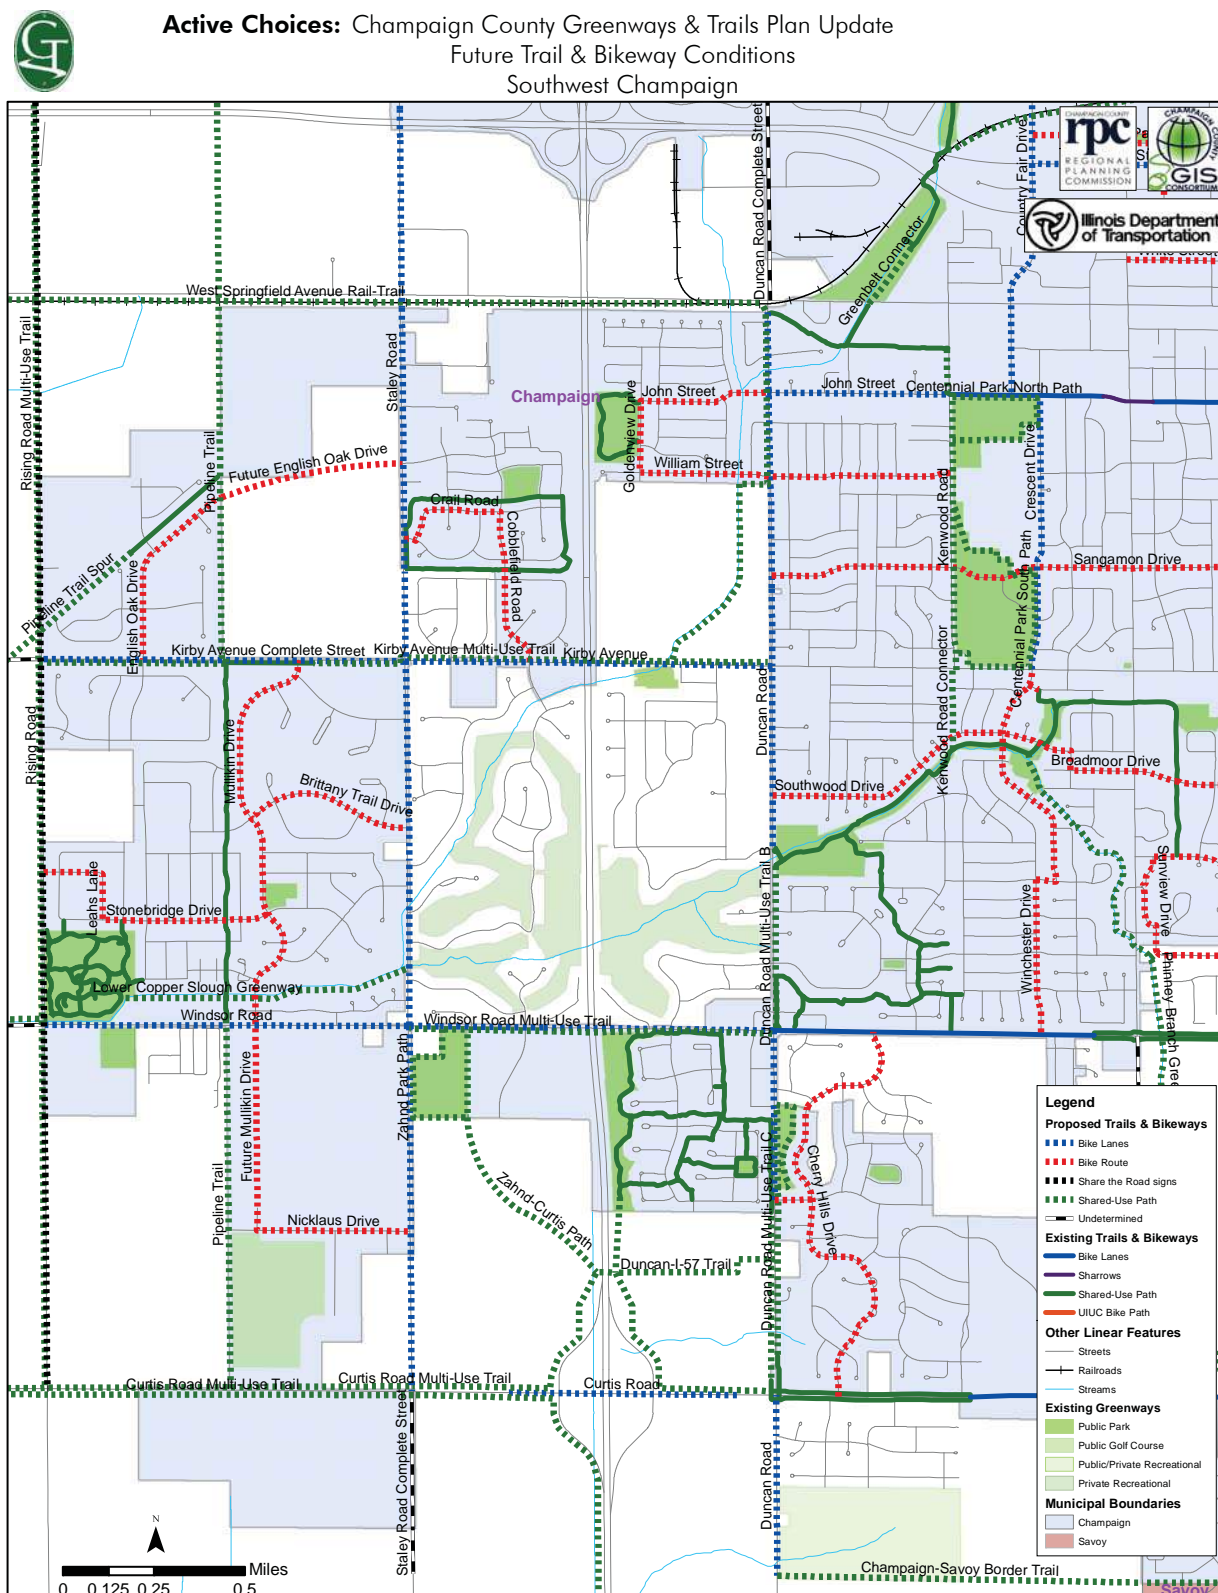 Active Choices: Champaign County Greenways & Trails Plan Update
Future Trail & Bikeway Conditions
Southwest Champaign
CHAMPAIGN COUNTY
rpc
REGIONAL
PLANNING
COMMISSION
CHAMPAIGN COUNTY
GIS
CONSORTIUM
Illinois Department
of Transportation
Duncan Road Complete Street
Country Fair Drive
Greenbelt Connector
West Springfield Avenue Rail-Trail
Rising Road Multi-Use Trail
Staley Road
Champaign
Goldenview Drive
John Street
John Street
Centennial Park North Path
William Street
Pipeline Trail
Future English Oak Drive
Crail Road
Cobblefield Road
Kenwood Road
Crescent Drive
Sangamon Drive
Pipeline Trail Spur
English Oak Drive
Centennial Park South Path
Kirby Avenue Complete Street
Kirby Avenue Multi-Use Trail
Kirby Avenue
Rising Road
Mullikin Drive
Duncan Road
Kenwood Road Connector
Brittany Trail Drive
Southwood Drive
Broadmoor Drive
Leahs Lane
Stonebridge Drive
Duncan Road Multi-Use Trail B
Winchester Drive
Sunview Drive
Lower Copper Slough Greenway
Windsor Road
Windsor Road Multi-Use Trail
Phinney Branch Gree
Zahnd Park Path
Future Mullikin Drive
Pipeline Trail
Nicklaus Drive
Zahnd-Curtis Path
Duncan-I-57 Trail
Duncan Road Multi-Use Trail C
Cherry Hills Drive
Curtis Road Multi-Use Trail
Curtis Road Multi-Use Trail
Curtis Road
Staley Road Complete Street
Duncan Road
Champaign-Savoy Border Trail
Savoy
Legend
Proposed Trails & Bikeways
Bike Lanes
Bike Route
Share the Road signs
Shared-Use Path
Undetermined
Existing Trails & Bikeways
Bike Lanes
Sharrows
Shared-Use Path
UIUC Bike Path
Other Linear Features
Streets
Railroads
Streams
Existing Greenways
Public Park
Public Golf Course
Public/Private Recreational
Private Recreational
Municipal Boundaries
Champaign
Savoy
N
Miles
0 0.125 0.25 0.5